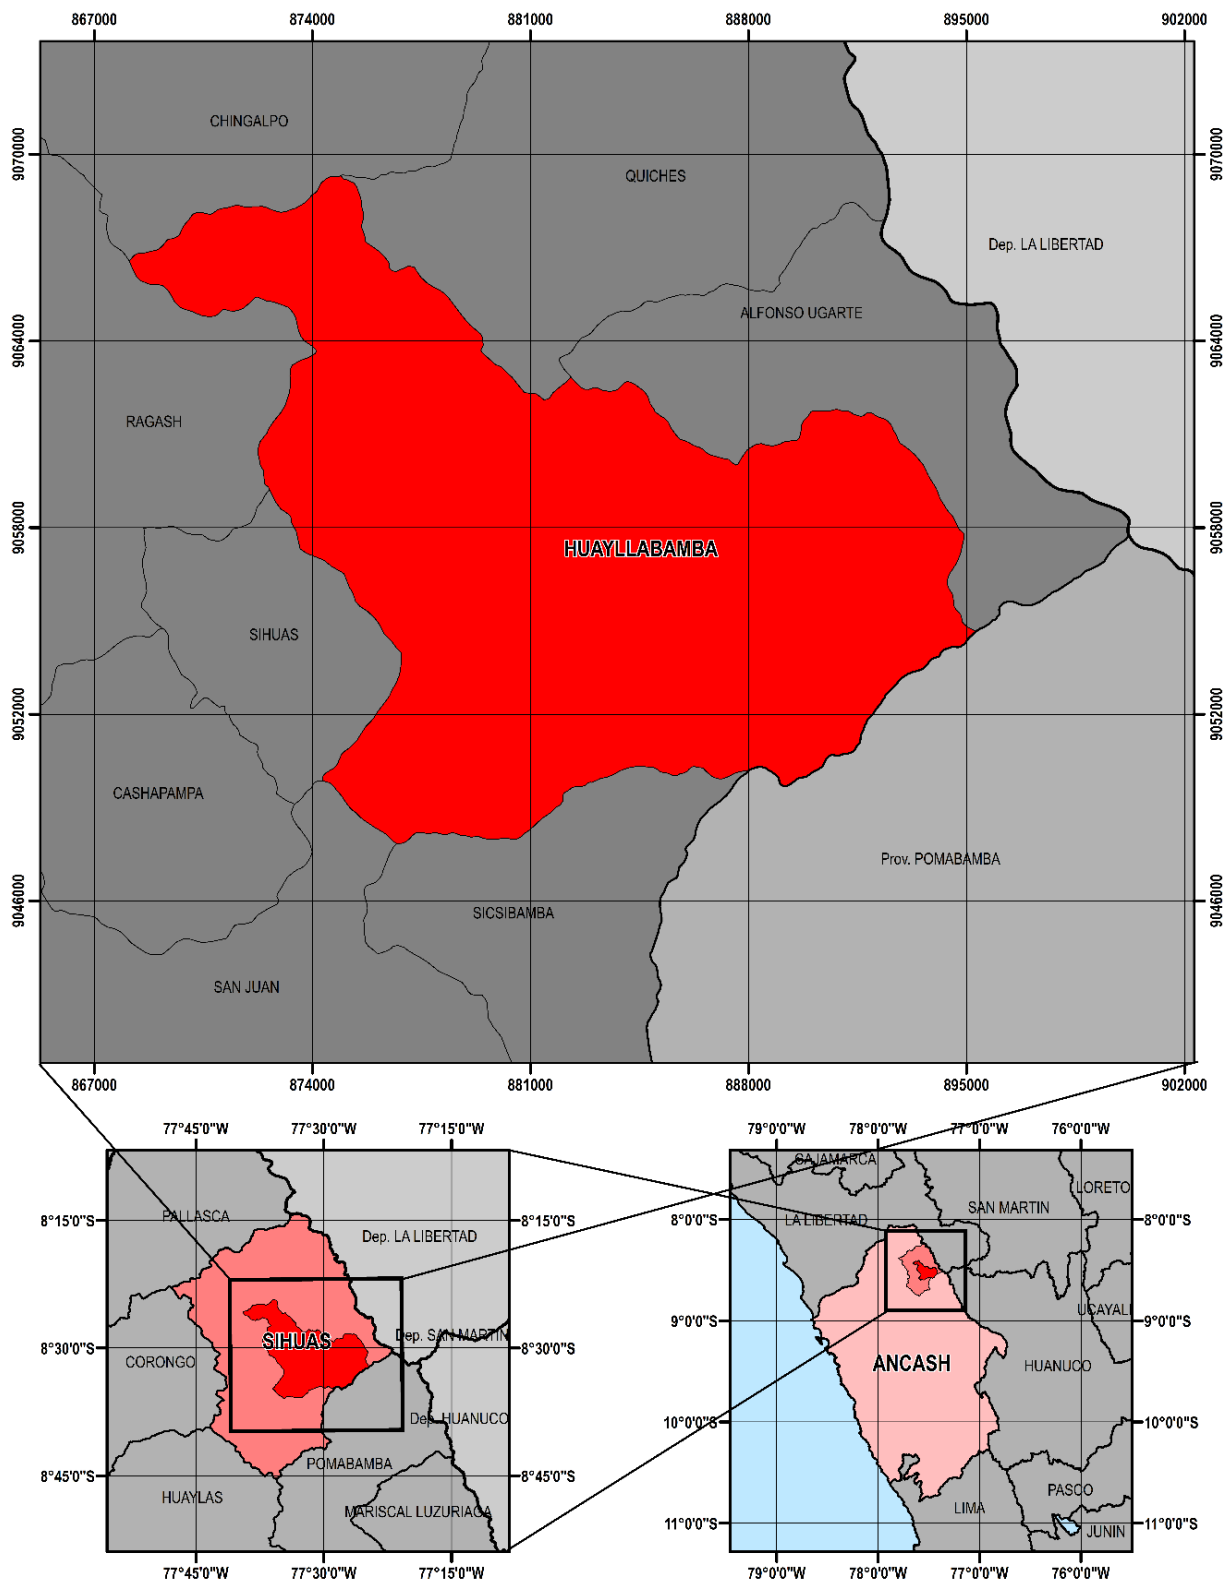 867000 874000 881000 888000 895000 902000
CHINGALPO
9070000 9070000
QUICHES
Dep. LA LIBERTAD
ALFONSO UGARTE
9064000 9064000
RAGASH
9058000 9058000
HUAYLLABAMBA
SIHUAS
9052000 9052000
CASHAPAMPA
Prov. POMABAMBA
9046000 9046000
SICSIBAMBA
SAN JUAN
867000 874000 881000 888000 895000 902000
77°45'0"W 77°30'0"W 77°15'0"W
PALLASCA
8°15'0"S 8°15'0"S
Dep. LA LIBERTAD
Dep. SAN MARTIN
SIHUAS
8°30'0"S 8°30'0"S
CORONGO
Dep. HUANUCO
POMABAMBA
8°45'0"S 8°45'0"S
HUAYLAS
MARISCAL LUZURIAGA
77°45'0"W 77°30'0"W 77°15'0"W
79°0'0"W 78°0'0"W 77°0'0"W 76°0'0"W
CAJAMARCA
LORETO
SAN MARTIN
8°0'0"S LA LIBERTAD 8°0'0"S
UCAYALI
9°0'0"S 9°0'0"S
ANCASH
HUANUCO
10°0'0"S 10°0'0"S
PASCO
LIMA
11°0'0"S 11°0'0"S
JUNIN
79°0'0"W 78°0'0"W 77°0'0"W 76°0'0"W